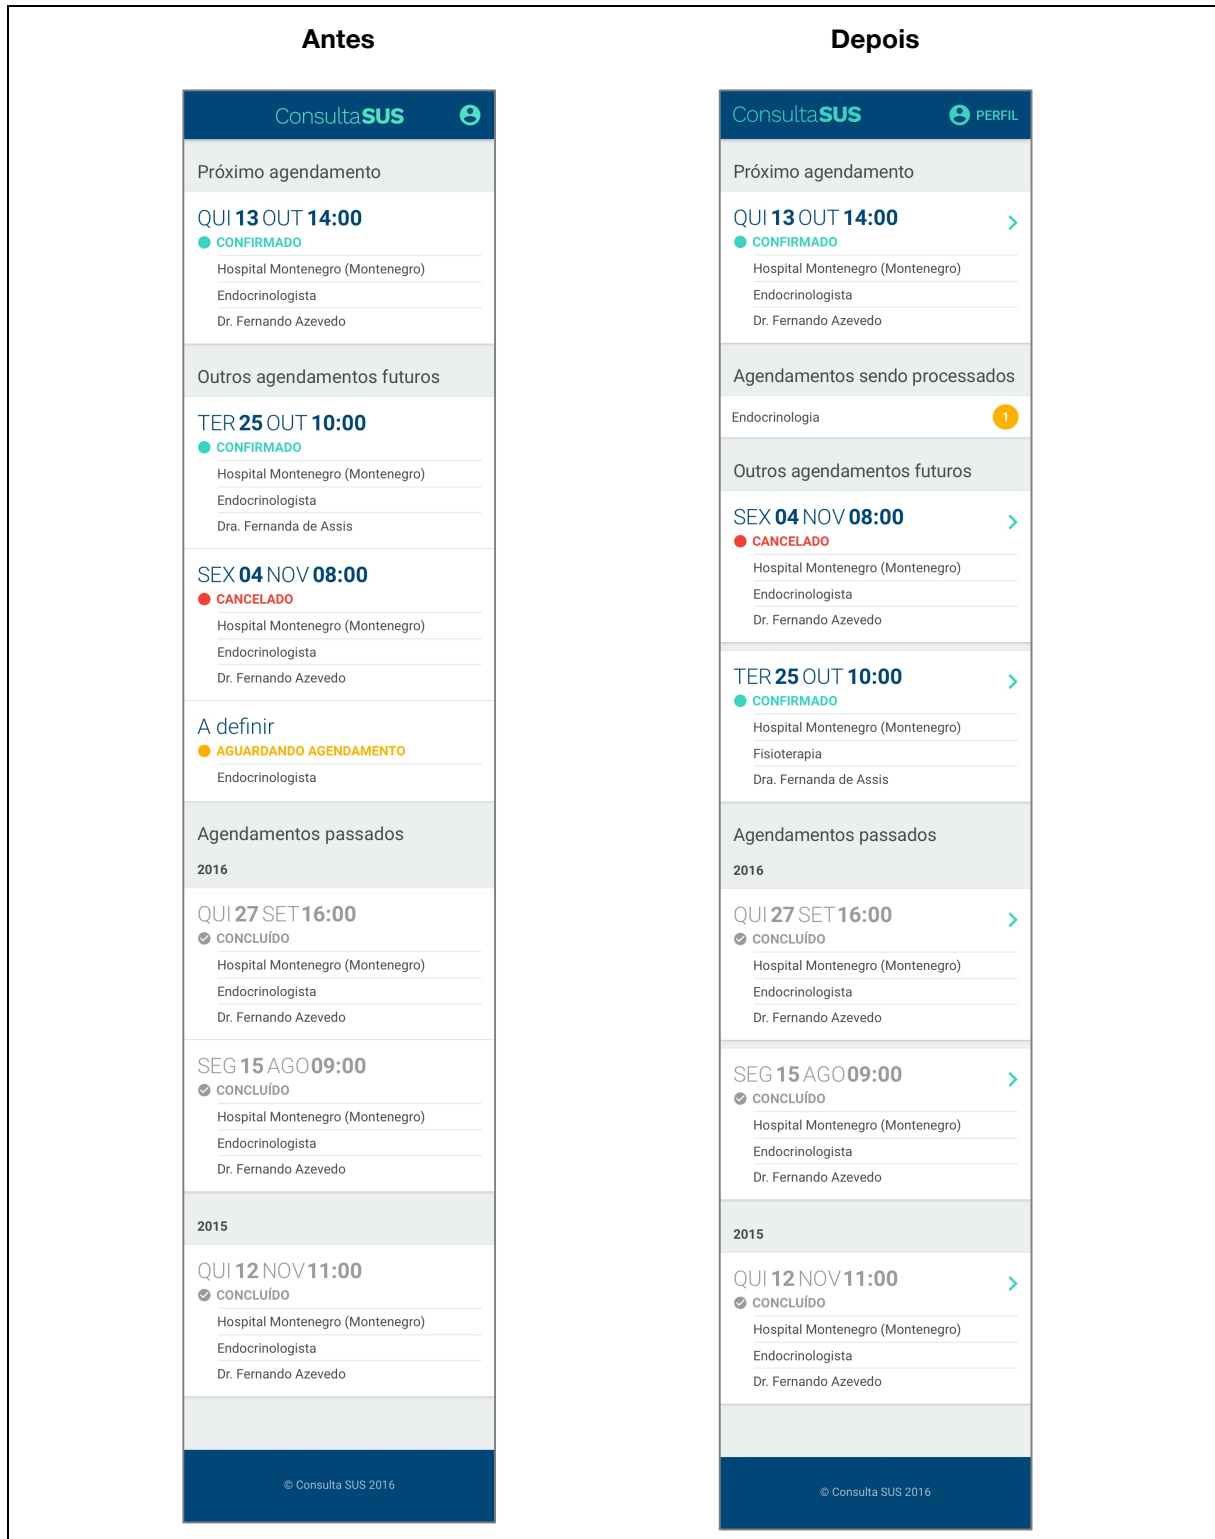 Antes
ConsultaSUS
Próximo agendamento
QUI 13 OUT 14:00
CONFIRMADO
Hospital Montenegro (Montenegro)
Endocrinologista
Dr. Fernando Azevedo
Outros agendamentos futuros
TER 25 OUT 10:00
CONFIRMADO
Hospital Montenegro (Montenegro)
Endocrinologista
Dra. Fernanda de Assis
SEX 04 NOV 08:00
CANCELADO
Hospital Montenegro (Montenegro)
Endocrinologista
Dr. Fernando Azevedo
A definir
AGUARDANDO AGENDAMENTO
Endocrinologista
Agendamentos passados
2016
QUI 27 SET 16:00
CONCLUÍDO
Hospital Montenegro (Montenegro)
Endocrinologista
Dr. Fernando Azevedo
SEG 15 AGO 09:00
CONCLUÍDO
Hospital Montenegro (Montenegro)
Endocrinologista
Dr. Fernando Azevedo
2015
QUI 12 NOV 11:00
CONCLUÍDO
Hospital Montenegro (Montenegro)
Endocrinologista
Dr. Fernando Azevedo
© Consulta SUS 2016
Depois
ConsultaSUS PERFIL
Próximo agendamento
QUI 13 OUT 14:00
CONFIRMADO
Hospital Montenegro (Montenegro)
Endocrinologista
Dr. Fernando Azevedo
Agendamentos sendo processados
Endocrinologia 1
Outros agendamentos futuros
SEX 04 NOV 08:00
CANCELADO
Hospital Montenegro (Montenegro)
Endocrinologista
Dr. Fernando Azevedo
TER 25 OUT 10:00
CONFIRMADO
Hospital Montenegro (Montenegro)
Fisioterapia
Dra. Fernanda de Assis
Agendamentos passados
2016
QUI 27 SET 16:00
CONCLUÍDO
Hospital Montenegro (Montenegro)
Endocrinologista
Dr. Fernando Azevedo
SEG 15 AGO 09:00
CONCLUÍDO
Hospital Montenegro (Montenegro)
Endocrinologista
Dr. Fernando Azevedo
2015
QUI 12 NOV 11:00
CONCLUÍDO
Hospital Montenegro (Montenegro)
Endocrinologista
Dr. Fernando Azevedo
© Consulta SUS 2016